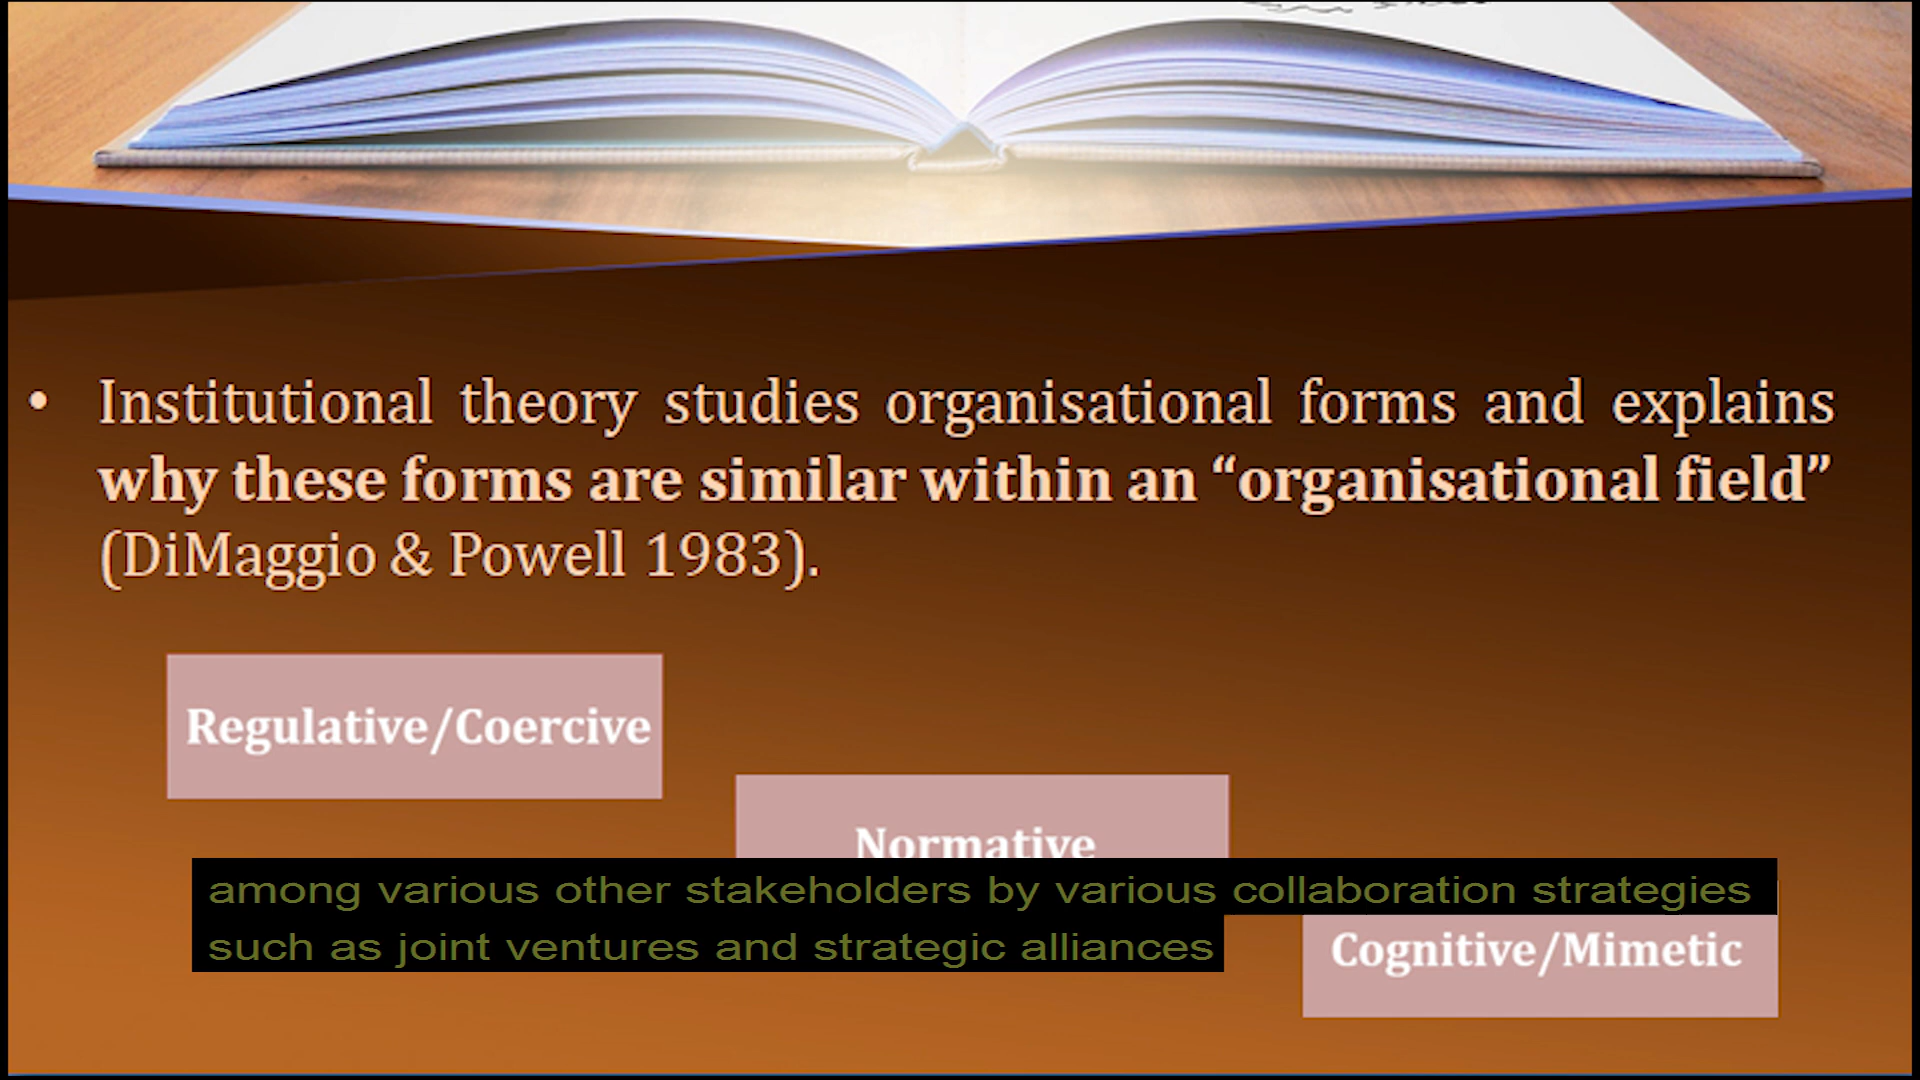 • Institutional theory studies organisational forms and explains
why these forms are similar within an “organisational field”
(DiMaggio & Powell 1983).
Regulative/Coercive
Normative
among various other stakeholders by various collaboration strategies
such as joint ventures and strategic alliances
Cognitive/Mimetic